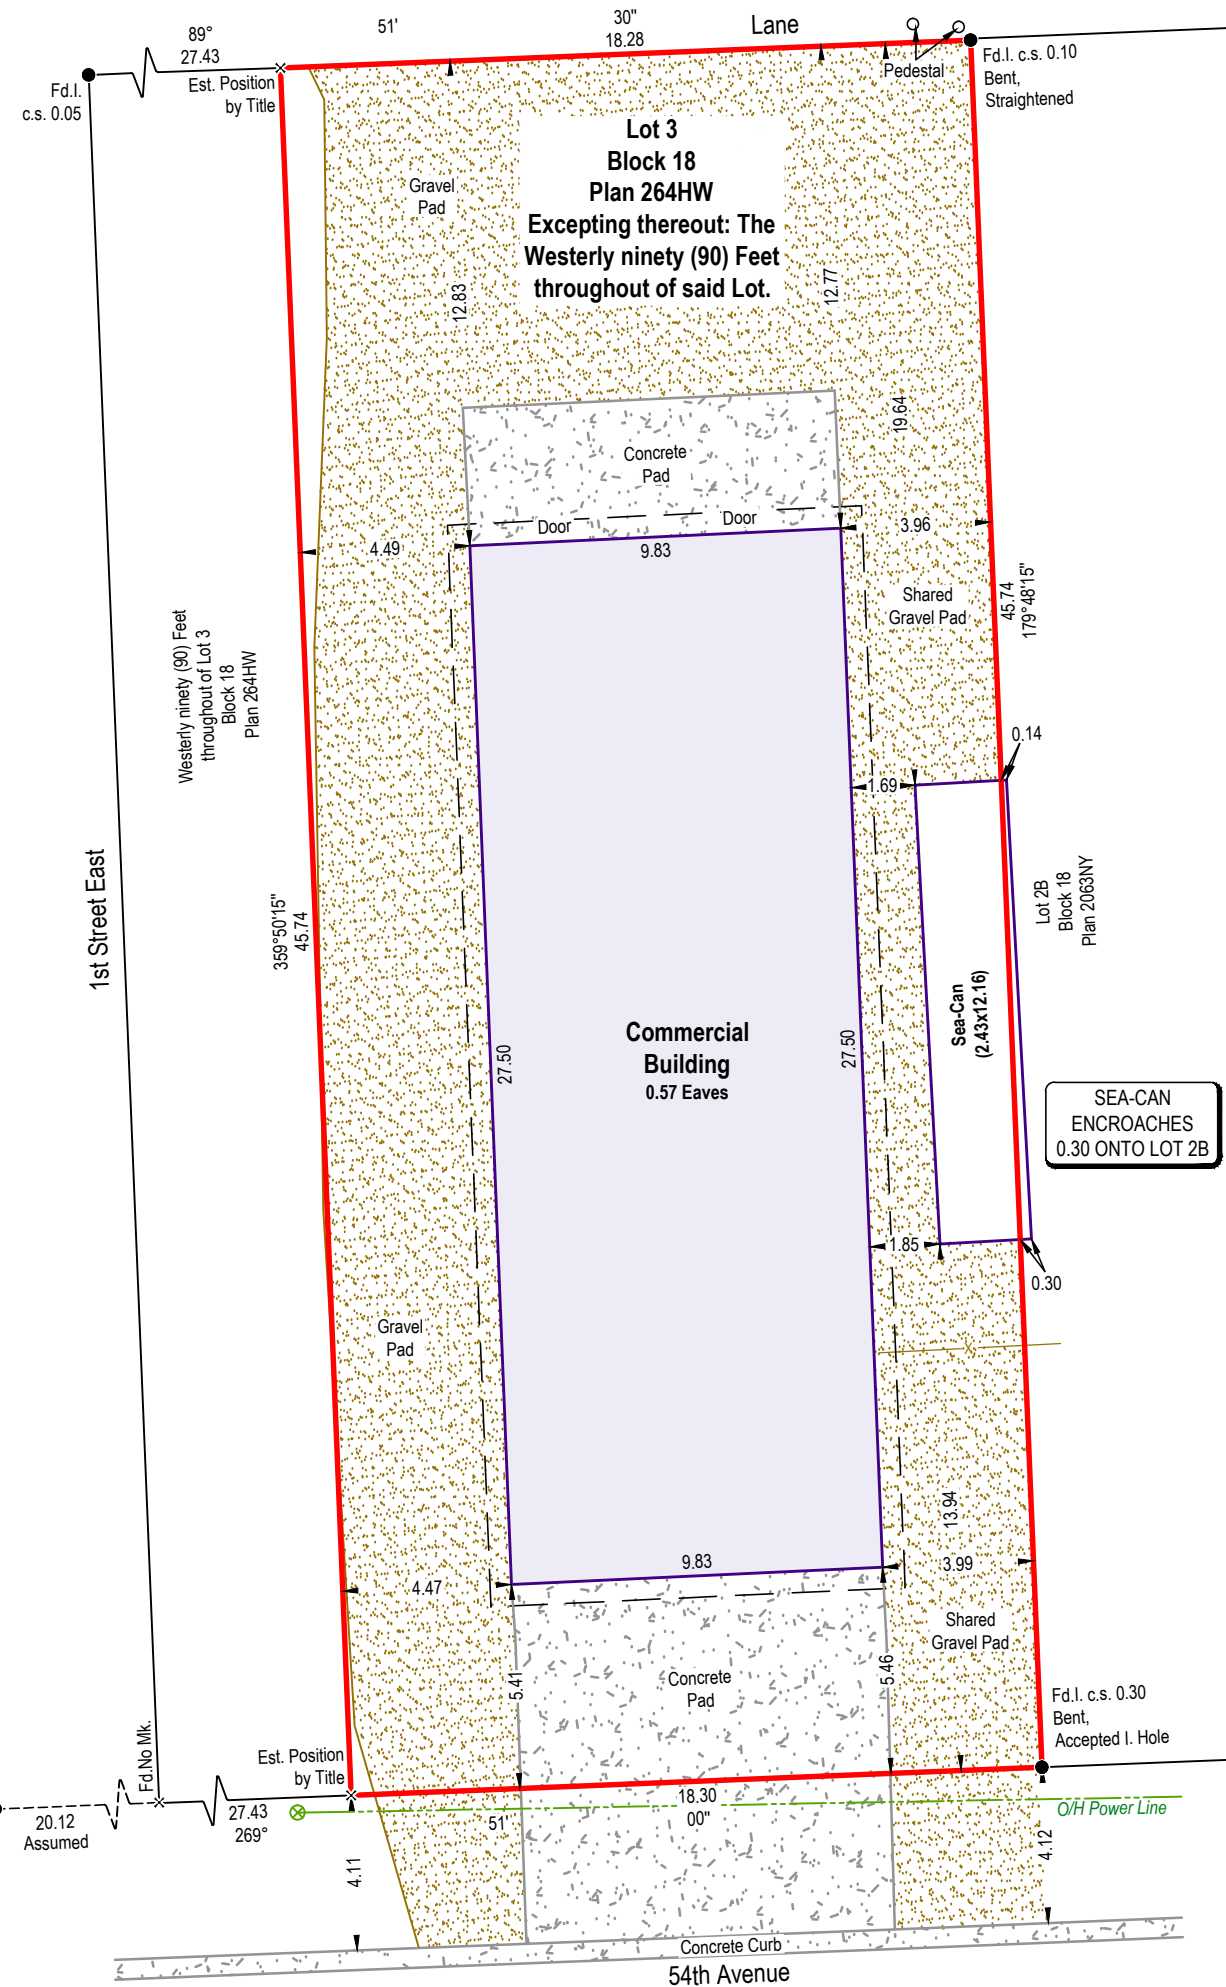 89°
27.43
51'
30"
18.28
Lane
Fd.I.
c.s. 0.05
Est. Position
by Title
Pedestal
Fd.I. c.s. 0.10
Bent,
Straightened
Lot 3
Block 18
Plan 264HW
Excepting thereout: The
Westerly ninety (90) Feet
throughout of said Lot.
Gravel
Pad
12.83
12.77
19.64
Concrete
Pad
Door
Door
4.49
9.83
3.96
Shared
Gravel Pad
45.74
179°48'15"
Westerly ninety (90) Feet
throughout of Lot 3
Block 18
Plan 264HW
0.14
1.69
Lot 2B
Block 18
Plan 2063NY
1st Street East
359°50'15"
45.74
Sea-Can
(2.43x12.16)
27.50
Commercial
Building
0.57 Eaves
27.50
SEA-CAN
ENCROACHES
0.30 ONTO LOT 2B
1.85
0.30
Gravel
Pad
x
13.94
9.83
4.47
3.99
Shared
Gravel Pad
5.41
Concrete
Pad
5.46
Fd.I. c.s. 0.30
Bent,
Accepted I. Hole
Fd.No Mk.
Est. Position
by Title
20.12
Assumed
27.43
269°
51'
18.30
00"
O/H Power Line
4.11
4.12
Concrete Curb
54th Avenue